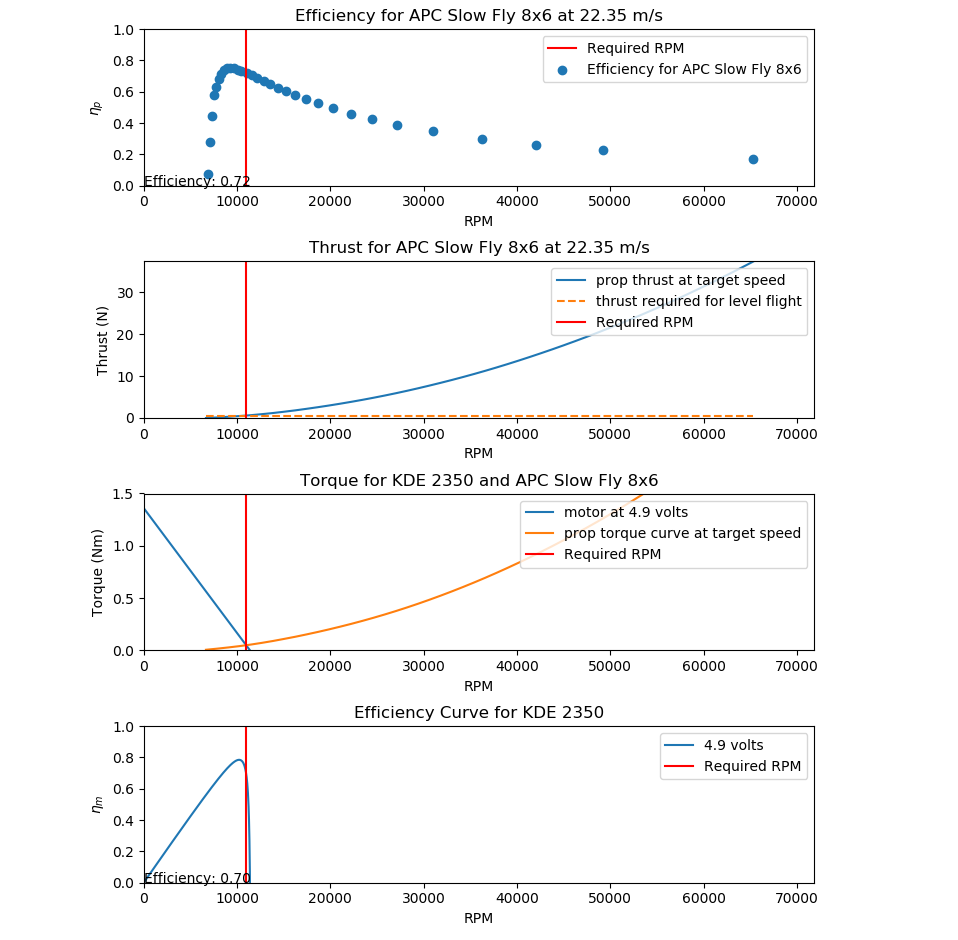 Efficiency for APC Slow Fly 8x6 at 22.35 m/s
1.0
0.8
0.6
0.4
0.2
0.0
ηp
Required RPM
Efficiency for APC Slow Fly 8x6
Efficiency: 0.72
0 10000 20000 30000 40000 50000 60000 70000
RPM
Thrust for APC Slow Fly 8x6 at 22.35 m/s
30
20
10
0
Thrust (N)
prop thrust at target speed
thrust required for level flight
Required RPM
0 10000 20000 30000 40000 50000 60000 70000
RPM
Torque for KDE 2350 and APC Slow Fly 8x6
1.5
1.0
0.5
0.0
Torque (Nm)
motor at 4.9 volts
prop torque curve at target speed
Required RPM
0 10000 20000 30000 40000 50000 60000 70000
RPM
Efficiency Curve for KDE 2350
1.0
0.8
0.6
0.4
0.2
0.0
ηm
4.9 volts
Required RPM
Efficiency: 0.70
0 10000 20000 30000 40000 50000 60000 70000
RPM